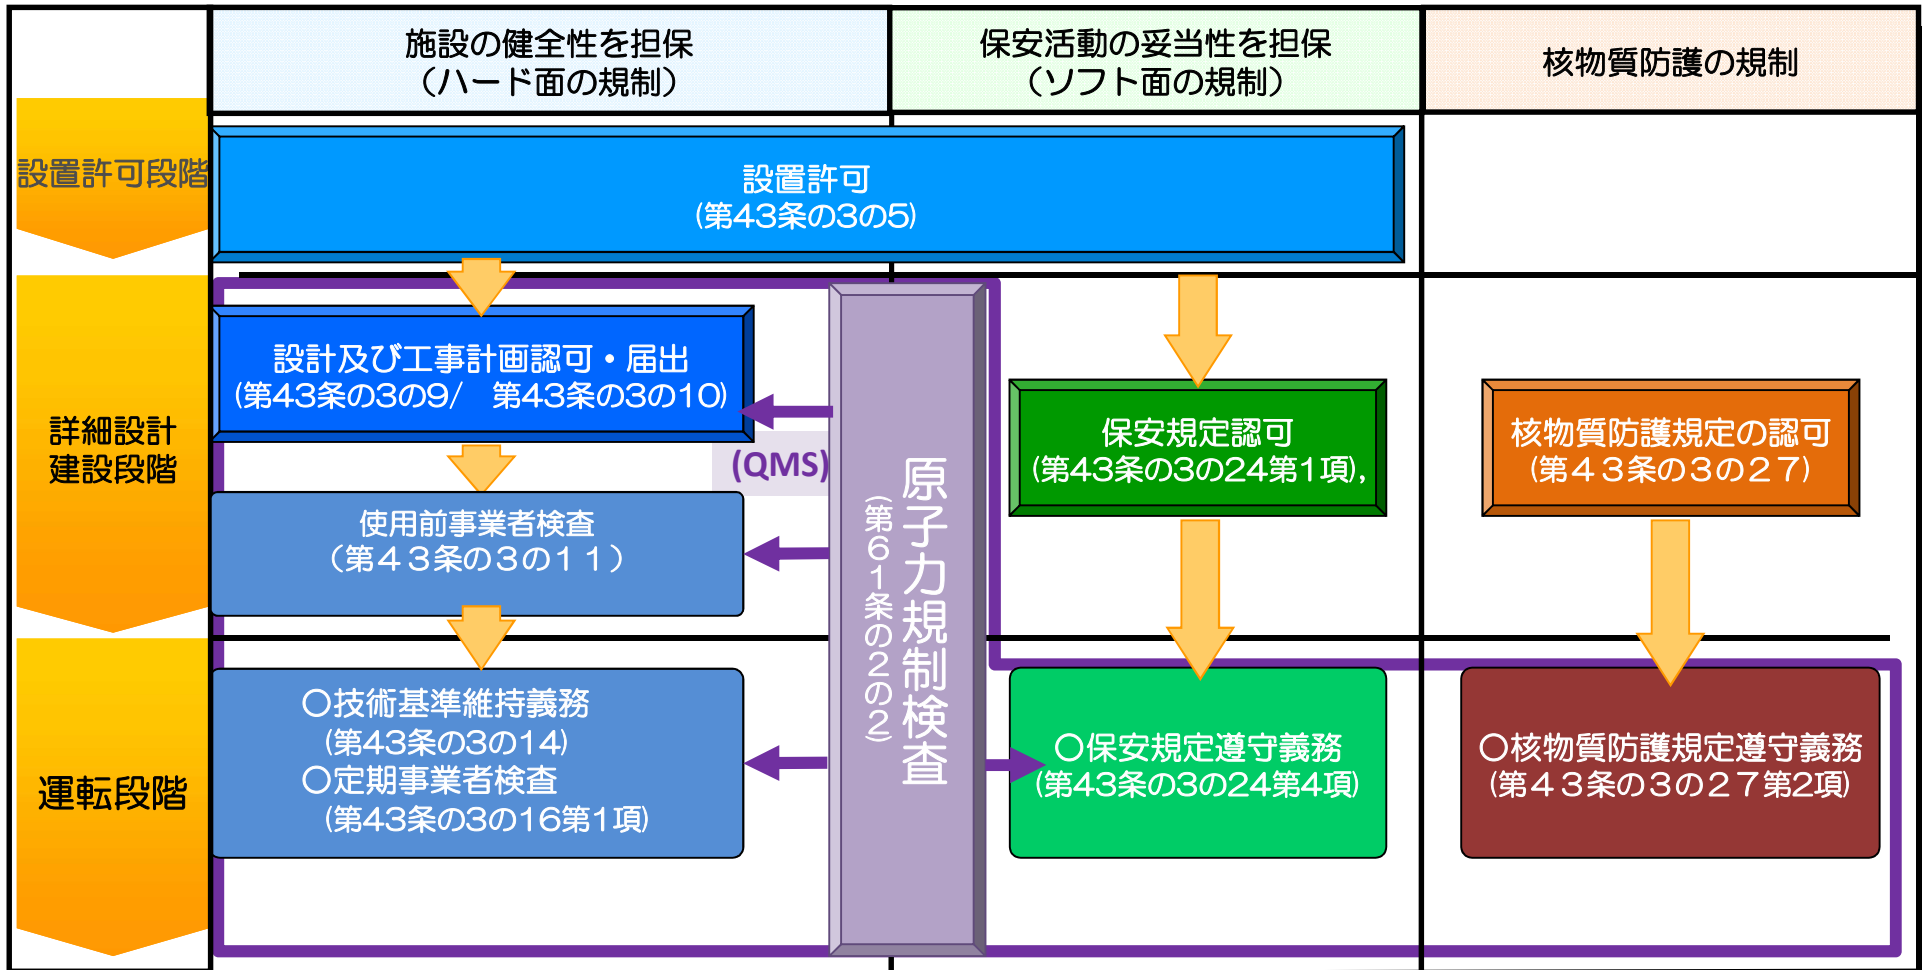 施設の健全性を担保
（ハード面の規制）
保安活動の妥当性を担保
（ソフト面の規制）
核物質防護の規制
設置許可段階
設置許可
(第43条の3の5)
詳細設計
建設段階
設計及び工事計画認可・届出
(第43条の3の9/　第43条の3の10)
(QMS)
使用前事業者検査
（第４３条の３の１１）
原子力規制検査
（第６１条の２の２）
保安規定認可
(第43条の3の24第1項),
核物質防護規定の認可
(第４３条の３の２７)
運転段階
○技術基準維持義務
(第43条の3の14)
○定期事業者検査
(第43条の3の16第1項)
○保安規定遵守義務
(第43条の3の24第4項)
○核物質防護規定遵守義務
(第４３条の３の２７第2項)